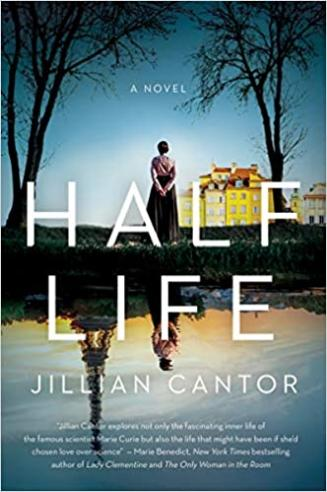 A NOVEL
HALF
LIFE
JILLIAN CANTOR
"Jillian Cantor explores not only the fascinating inner life of
the famous scientist Marie Curie but also the life that might have been if she'd
chosen love over science" — Marie Benedict, New York Times bestselling
author of Lady Clementine and The Only Woman in the Room